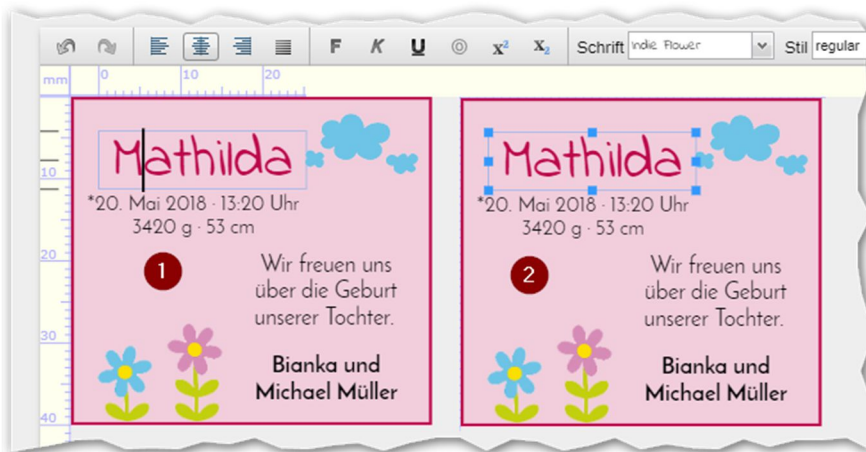 F K U X² X₂ Schrift Indie Flower Stil regular
mm 0 10 20
10
20
30
40
Mathilda
*20. Mai 2018 · 13:20 Uhr
3420 g · 53 cm
1
Wir freuen uns
über die Geburt
unserer Tochter.
Bianka und
Michael Müller
Mathilda
*20. Mai 2018 · 13:20 Uhr
3420 g · 53 cm
2
Wir freuen uns
über die Geburt
unserer Tochter.
Bianka und
Michael Müller